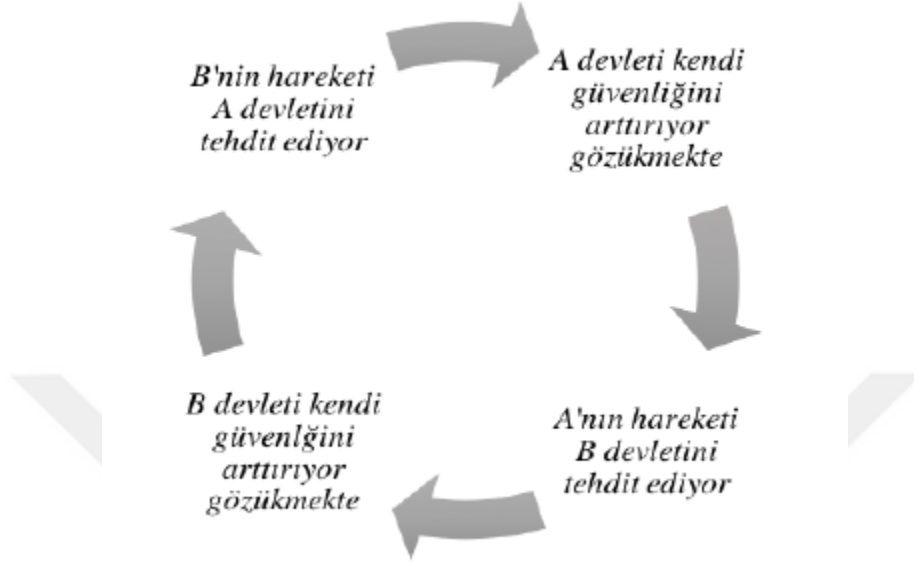 B'nin hareketi
A devletini
tehdit ediyor
A devleti kendi
güvenliğini
arttırıyor
gözükmekte
A'nın hareketi
B devletini
tehdit ediyor
B devleti kendi
güvenlğini
arttırıyor
gözükmekte